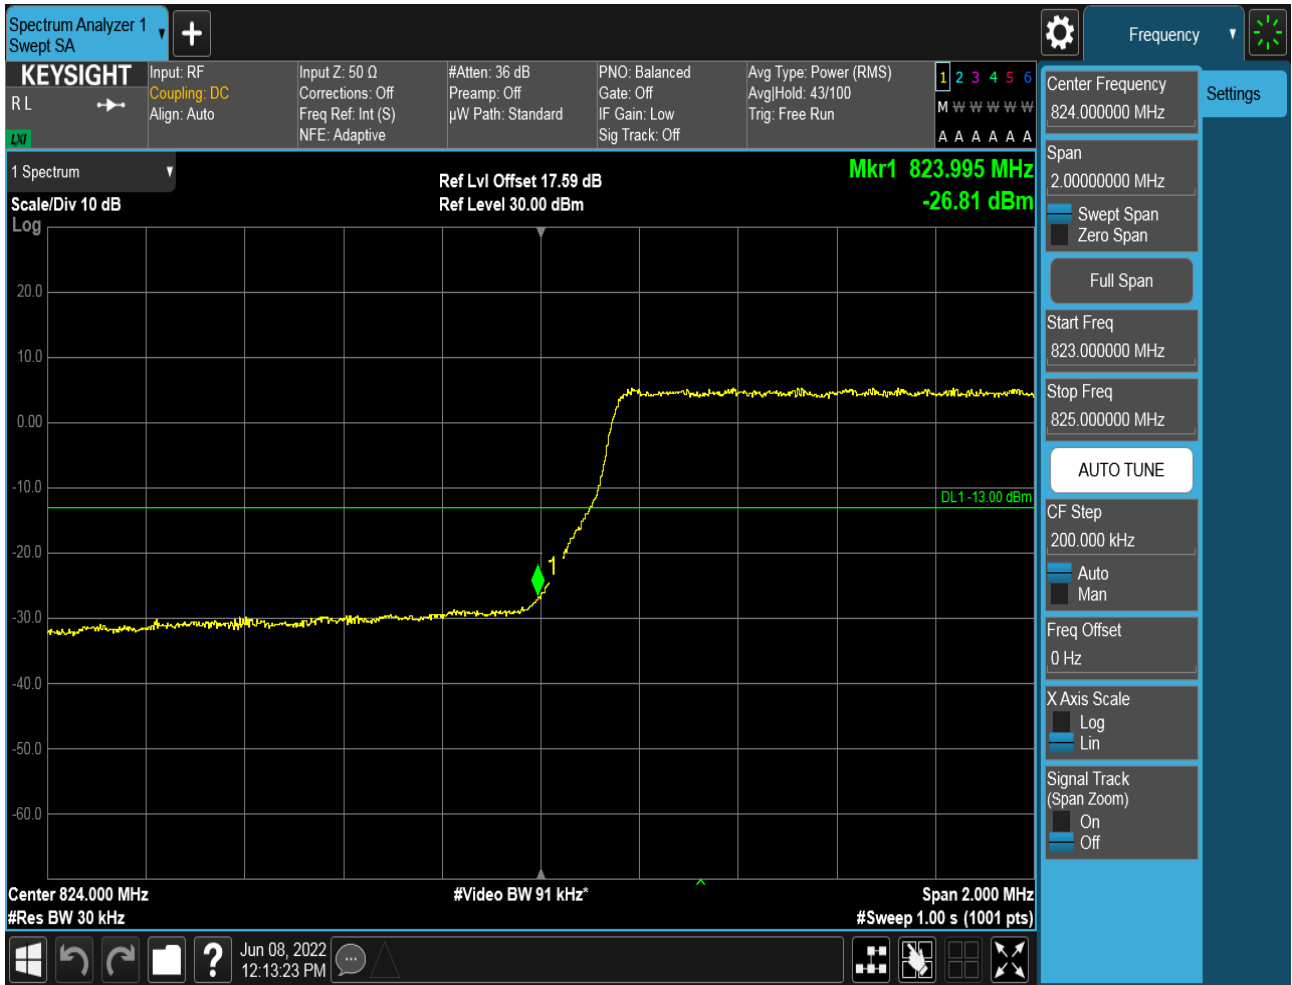 Spectrum Analyzer 1
Swept SA
Frequency
KEYSIGHT
R L
LXI
Input: RF
Coupling: DC
Align: Auto
Input Z: 50 Ω
Corrections: Off
Freq Ref: Int (S)
NFE: Adaptive
#Atten: 36 dB
Preamp: Off
µW Path: Standard
PNO: Balanced
Gate: Off
IF Gain: Low
Sig Track: Off
Avg Type: Power (RMS)
Avg|Hold: 43/100
Trig: Free Run
1 2 3 4 5 6
M W W W W W
A A A A A A
1 Spectrum
Scale/Div 10 dB
Log
Ref Lvl Offset 17.59 dB
Ref Level 30.00 dBm
Mkr1 823.995 MHz
-26.81 dBm
20.0
10.0
0.00
-10.0
-20.0
-30.0
-40.0
-50.0
-60.0
DL1 -13.00 dBm
1
Center 824.000 MHz
#Res BW 30 kHz
#Video BW 91 kHz*
Span 2.000 MHz
#Sweep 1.00 s (1001 pts)
Center Frequency
824.000000 MHz
Span
2.00000000 MHz
Swept Span
Zero Span
Full Span
Start Freq
823.000000 MHz
Stop Freq
825.000000 MHz
AUTO TUNE
CF Step
200.000 kHz
Auto
Man
Freq Offset
0 Hz
X Axis Scale
Log
Lin
Signal Track
(Span Zoom)
On
Off
Settings
?
Jun 08, 2022
12:13:23 PM